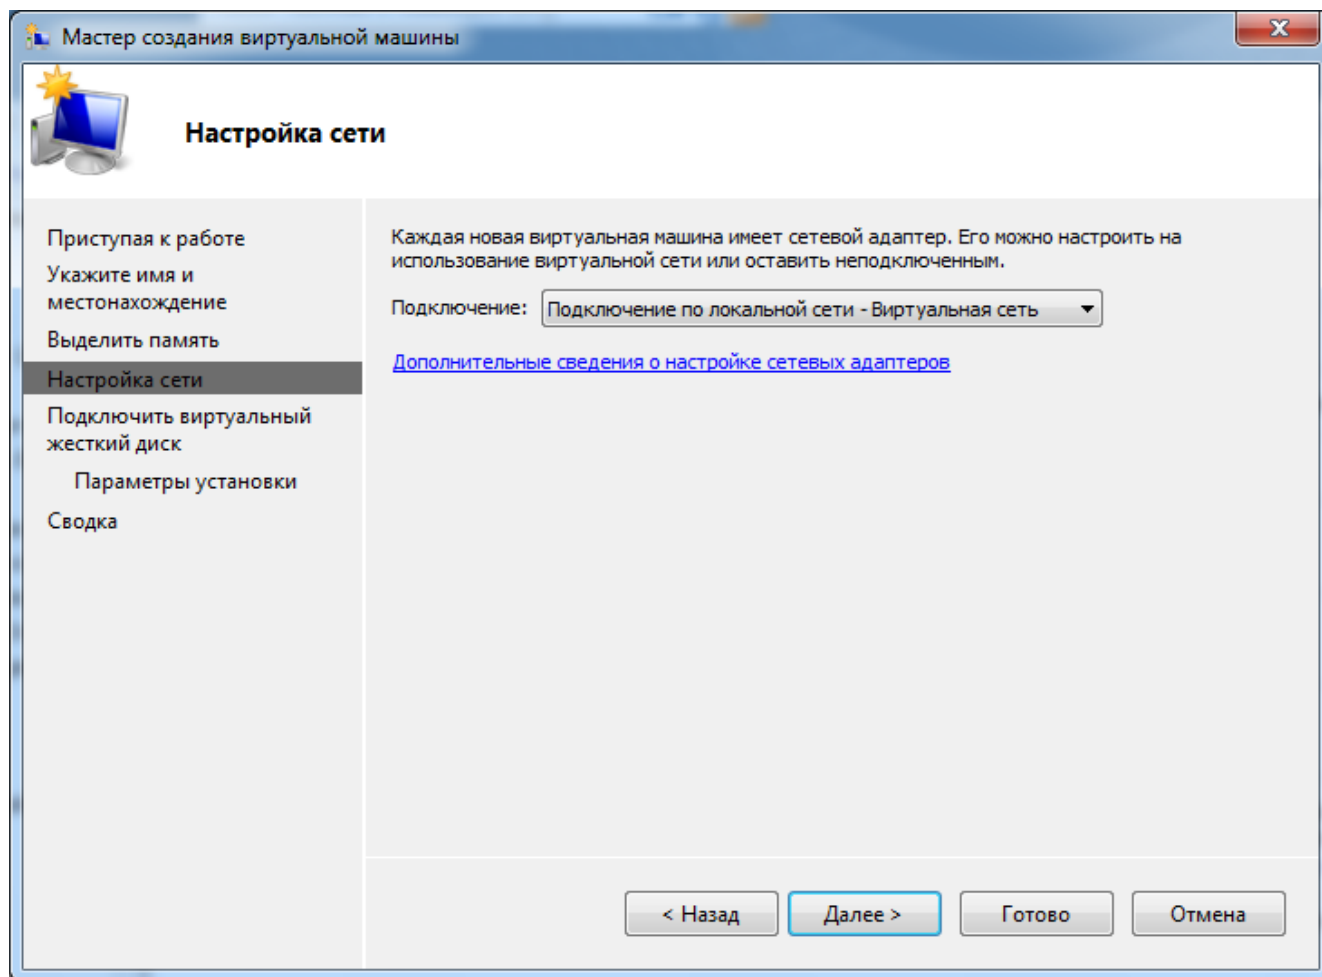 Мастер создания виртуальной машины
Настройка сети
Приступая к работе
Укажите имя и
местонахождение
Выделить память
Настройка сети
Подключить виртуальный
жесткий диск
Параметры установки
Сводка
Каждая новая виртуальная машина имеет сетевой адаптер. Его можно настроить на
использование виртуальной сети или оставить неподключенным.
Подключение: Подключение по локальной сети - Виртуальная сеть
Дополнительные сведения о настройке сетевых адаптеров
< Назад Далее > Готово Отмена